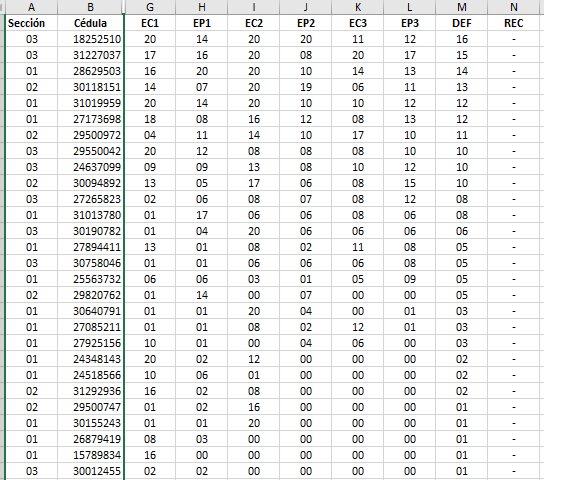 A B G H I J K L M N
Sección Cédula EC1 EP1 EC2 EP2 EC3 EP3 DEF REC
03 18252510 20 14 20 20 11 12 16 -
03 31227037 17 16 20 08 20 17 15 -
01 28629503 16 20 20 10 14 13 14 -
02 30118151 14 07 20 19 06 11 13 -
01 31019959 20 14 20 10 10 12 12 -
01 27173698 18 08 16 12 08 13 12 -
02 29500972 04 11 14 10 17 10 11 -
03 29550042 20 12 08 08 08 10 10 -
03 24637099 09 09 13 08 10 12 10 -
02 30094892 13 05 17 06 08 15 10 -
03 27265823 02 06 08 07 08 12 08 -
01 31013780 01 17 06 06 08 06 08 -
03 30190782 01 04 20 06 06 06 06 -
01 27894411 13 01 08 02 11 08 05 -
03 30758046 01 01 06 06 06 08 05 -
01 25563732 06 06 03 01 05 09 05 -
02 29820762 01 14 00 07 00 00 05 -
01 30640791 01 01 20 04 00 01 03 -
01 27085211 01 01 08 02 12 01 03 -
01 27925156 10 01 00 04 06 00 03 -
01 24348143 20 02 12 00 00 00 02 -
01 24518566 10 06 01 00 00 00 02 -
02 31292936 16 02 08 00 00 00 02 -
02 29500747 01 02 16 00 00 00 01 -
01 30155243 01 01 20 00 00 00 01 -
01 26879419 08 03 00 00 00 00 01 -
01 15789834 16 00 00 00 00 00 01 -
03 30012455 02 02 00 00 00 00 01 -